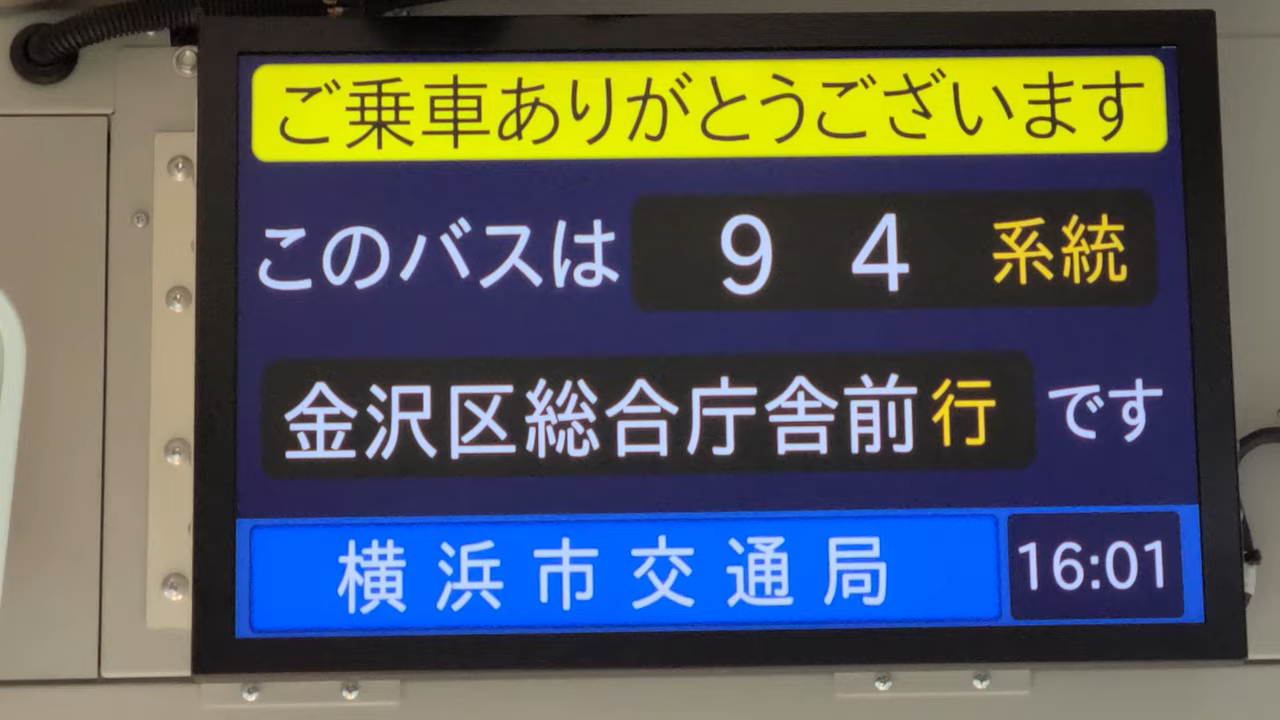 ご乗車ありがとうございます
このバスは 94 系統
金沢区総合庁舎前行 です
横浜市交通局 16:01